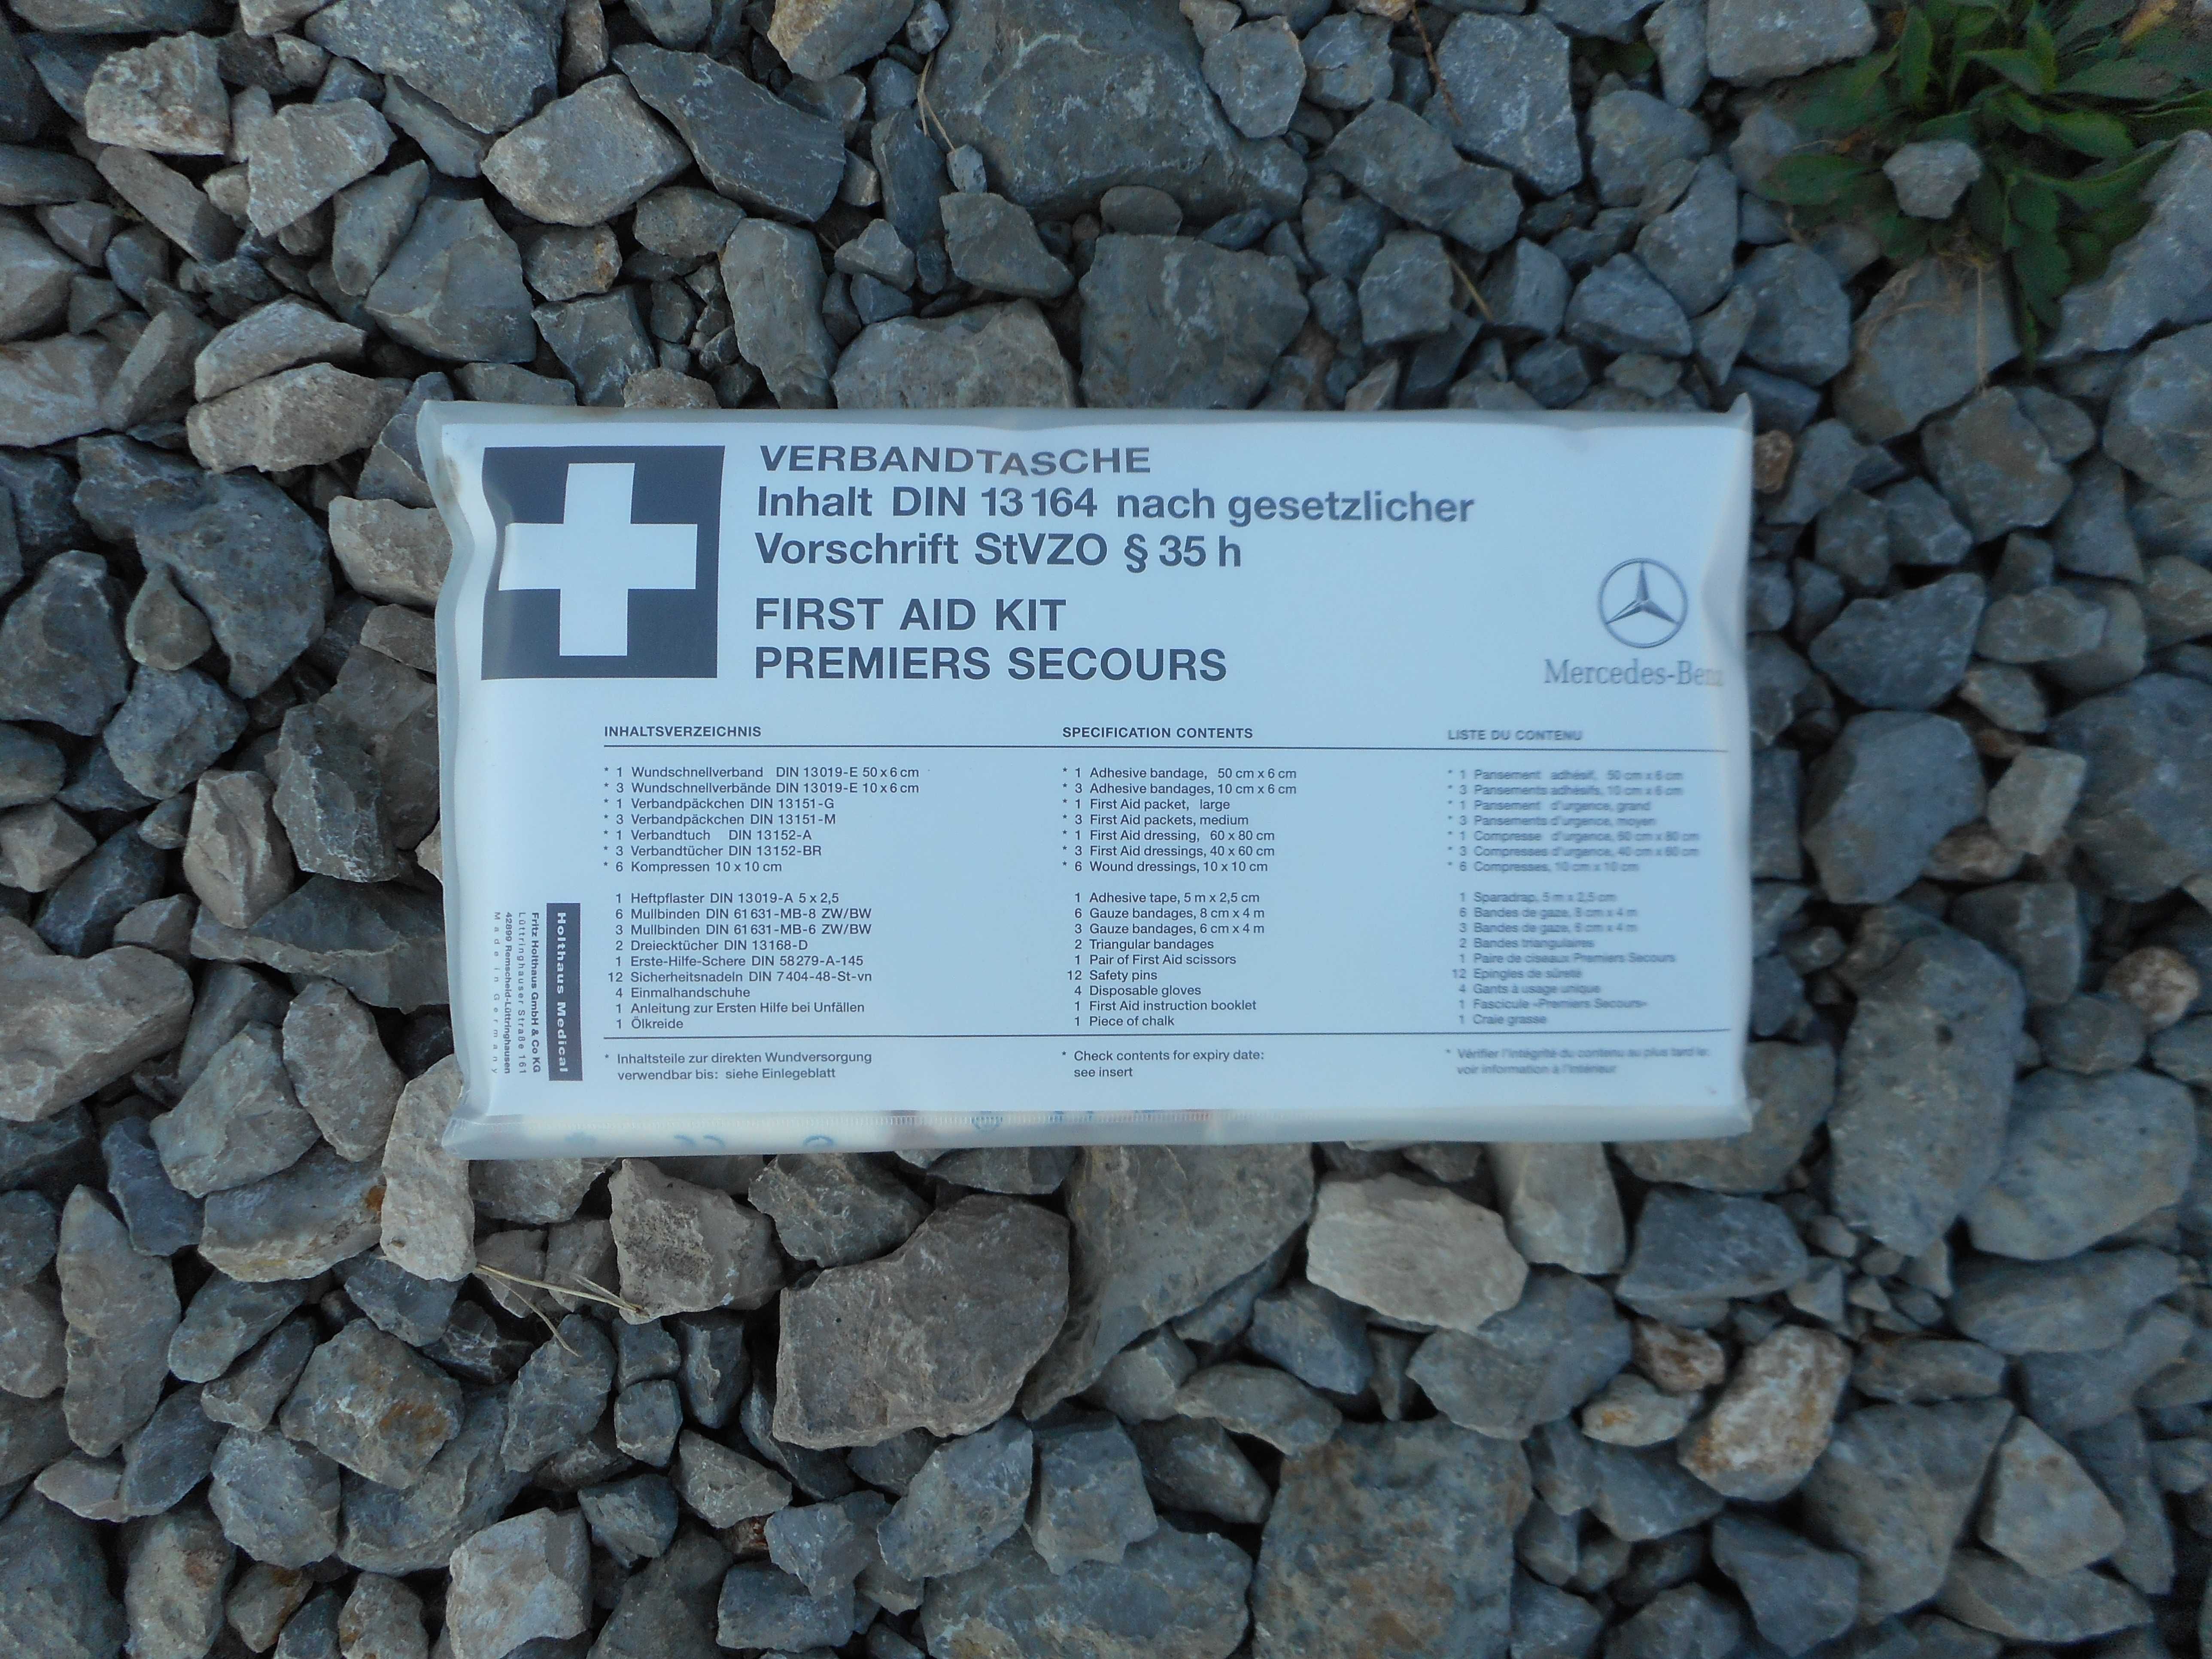 VERBANDTASCHE
Inhalt DIN 13 164 nach gesetzlicher
Vorschrift StVZO § 35 h
FIRST AID KIT
PREMIERS SECOURS
Mercedes-Benz
INHALTSVERZEICHNIS
* 1 Wundschnellverband DIN 13019-E 50 x 6 cm
* 3 Wundschnellverbände DIN 13019-E 10 x 6 cm
* 1 Verbandpäckchen DIN 13151-G
* 3 Verbandpäckchen DIN 13151-M
* 1 Verbandtuch DIN 13152-A
* 3 Verbandtücher DIN 13152-BR
* 6 Kompressen 10 x 10 cm
1 Heftpflaster DIN 13019-A 5 x 2,5
6 Mullbinden DIN 61631-MB-8 ZW/BW
3 Mullbinden DIN 61631-MB-6 ZW/BW
2 Dreiecktücher DIN 13168-D
1 Erste-Hilfe-Schere DIN 58279-A-145
12 Sicherheitsnadeln DIN 7404-48-St-vn
4 Einmalhandschuhe
1 Anleitung zur Ersten Hilfe bei Unfällen
1 Ölkreide
* Inhaltsteile zur direkten Wundversorgung
verwendbar bis: siehe Einlegeblatt
SPECIFICATION CONTENTS
* 1 Adhesive bandage, 50 cm x 6 cm
* 3 Adhesive bandages, 10 cm x 6 cm
* 1 First Aid packet, large
* 3 First Aid packets, medium
* 1 First Aid dressing, 60 x 80 cm
* 3 First Aid dressings, 40 x 60 cm
* 6 Wound dressings, 10 x 10 cm
1 Adhesive tape, 5 m x 2,5 cm
6 Gauze bandages, 8 cm x 4 m
3 Gauze bandages, 6 cm x 4 m
2 Triangular bandages
1 Pair of First Aid scissors
12 Safety pins
4 Disposable gloves
1 First Aid instruction booklet
1 Piece of chalk
* Check contents for expiry date:
see insert
LISTE DU CONTENU
* 1 Pansement adhésif, 50 cm x 6 cm
* 3 Pansements adhésifs, 10 cm x 6 cm
* 1 Pansement d'urgence, grand
* 3 Pansements d'urgence, moyen
* 1 Compresse d'urgence, 60 cm x 80 cm
* 3 Compresses d'urgence, 40 cm x 60 cm
* 6 Compresses, 10 cm x 10 cm
1 Sparadrap, 5 m x 2,5 cm
6 Bandes de gaze, 8 cm x 4 m
3 Bandes de gaze, 6 cm x 4 m
2 Bandes triangulaires
1 Paire de ciseaux Premiers Secours
12 Epingles de sûreté
4 Gants à usage unique
1 Fascicule «Premiers Secours»
1 Craie grasse
* Vérifier l'intégrité du contenu au plus tard le:
voir information à l'intérieur
Holthaus Medical
Fritz Holthaus GmbH & Co KG
Lüttringhauser Straße 161
42899 Remscheid-Lüttringhausen
Made in Germany